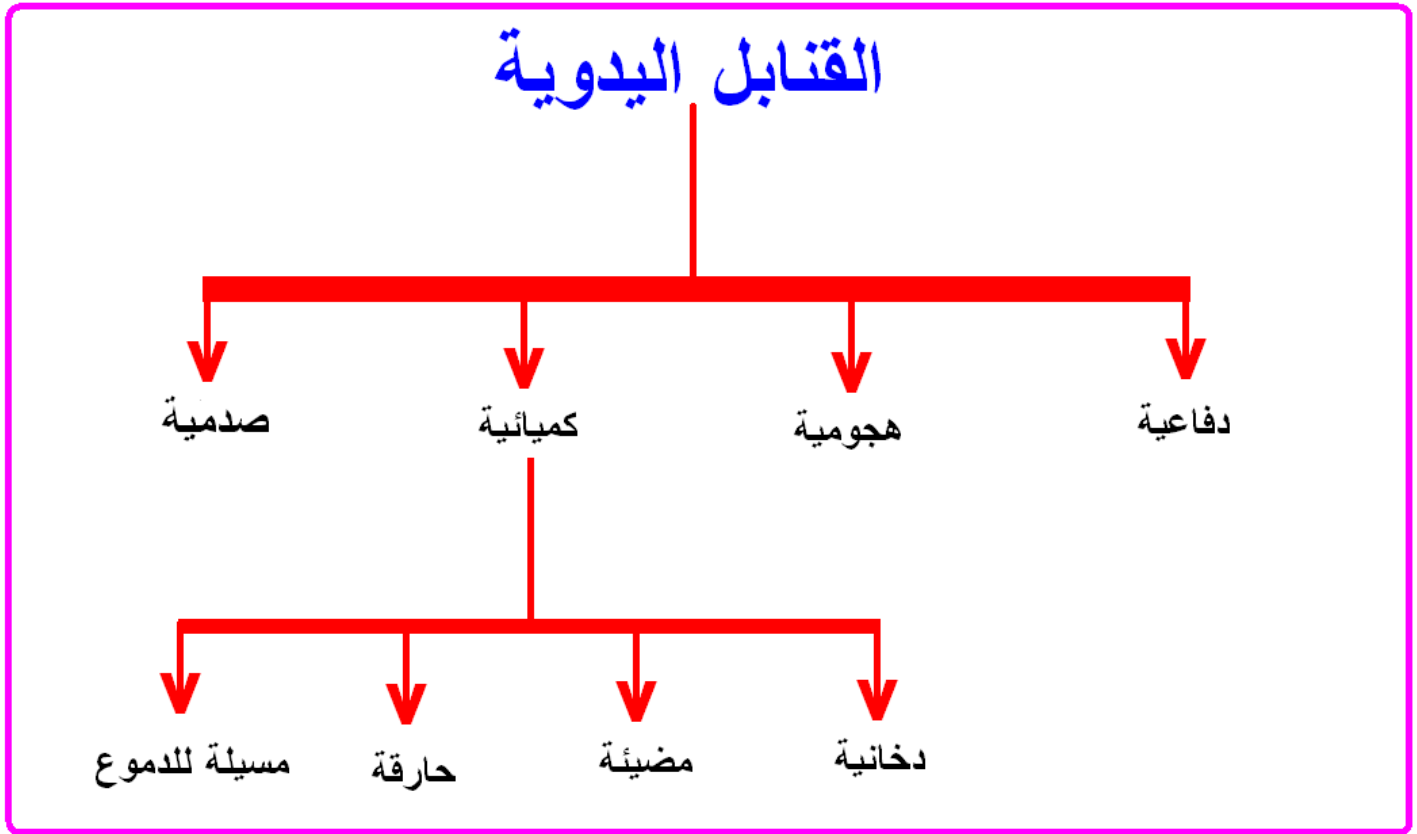 القنابل اليدوية
دفاعية
هجومية
كميائية
صدمية
دخانية
مضيئة
حارقة
مسيلة للدموع